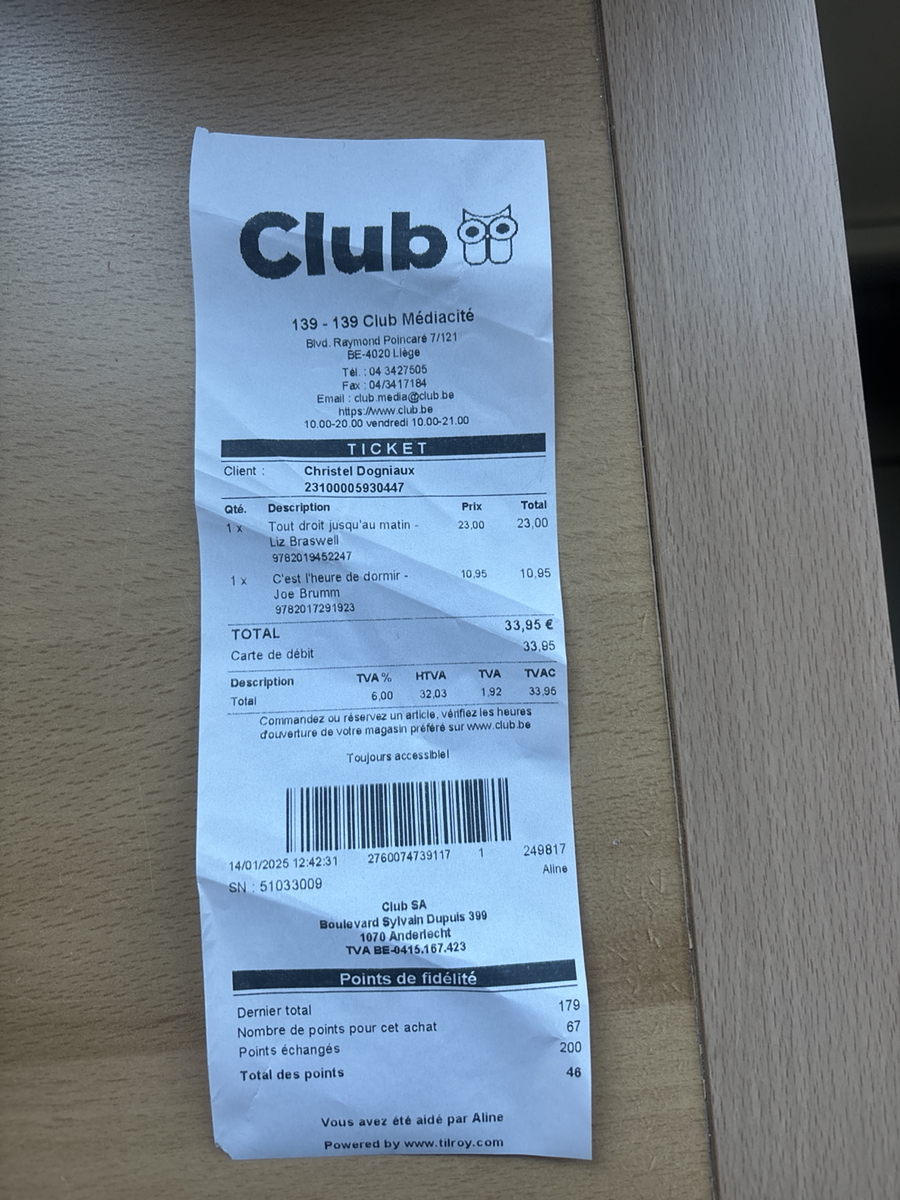 Club
139 - 139 Club Médiacité
Blvd. Raymond Poincaré 7/121
BE-4020 Liège
Tél. : 04 3427505
Fax : 04/3417184
Email : club.media@club.be
https://www.club.be
10.00-20.00 vendredi 10.00-21.00
TICKET
Client : Christel Dogniaux
23100005930447
Qté. Description Prix Total
1 x Tout droit jusqu'au matin - 23,00 23,00
Liz Braswell
9782019452247
1 x C'est l'heure de dormir - 10,95 10,95
Joe Brumm
9782017291923
TOTAL 33,95 €
Carte de débit 33,95
Description TVA % HTVA TVA TVAC
Total 6,00 32,03 1,92 33,95
Commandez ou réservez un article, vérifiez les heures
d'ouverture de votre magasin préféré sur www.club.be
Toujours accessible!
14/01/2025 12:42:31 2760074739117 1 249817
Aline
SN : 51033009
Club SA
Boulevard Sylvain Dupuis 399
1070 Anderlecht
TVA BE-0415.167.423
Points de fidélité
Dernier total 179
Nombre de points pour cet achat 67
Points échangés 200
Total des points 46
Vous avez été aidé par Aline
Powered by www.tilroy.com